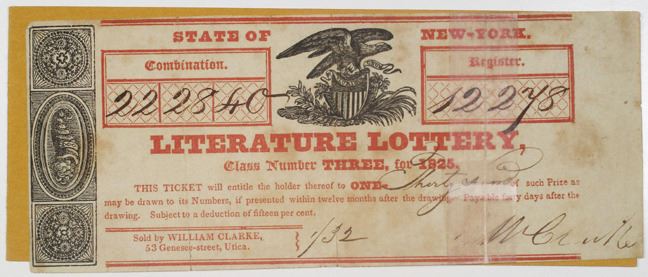 STATE OF NEW-YORK.
Combination. Register.
22 28 40 12278
LITERATURE LOTTERY,
Class Number THREE, for 1825.
THIS TICKET will entitle the holder thereof to ONE- Thirty Second of such Prize as
may be drawn to its Numbers, if presented within twelve months after the drawing. Payable forty days after the
drawing. Subject to a deduction of fifteen per cent.
Sold by WILLIAM CLARKE,
53 Genesee-street, Utica.
1/32
W Clarke